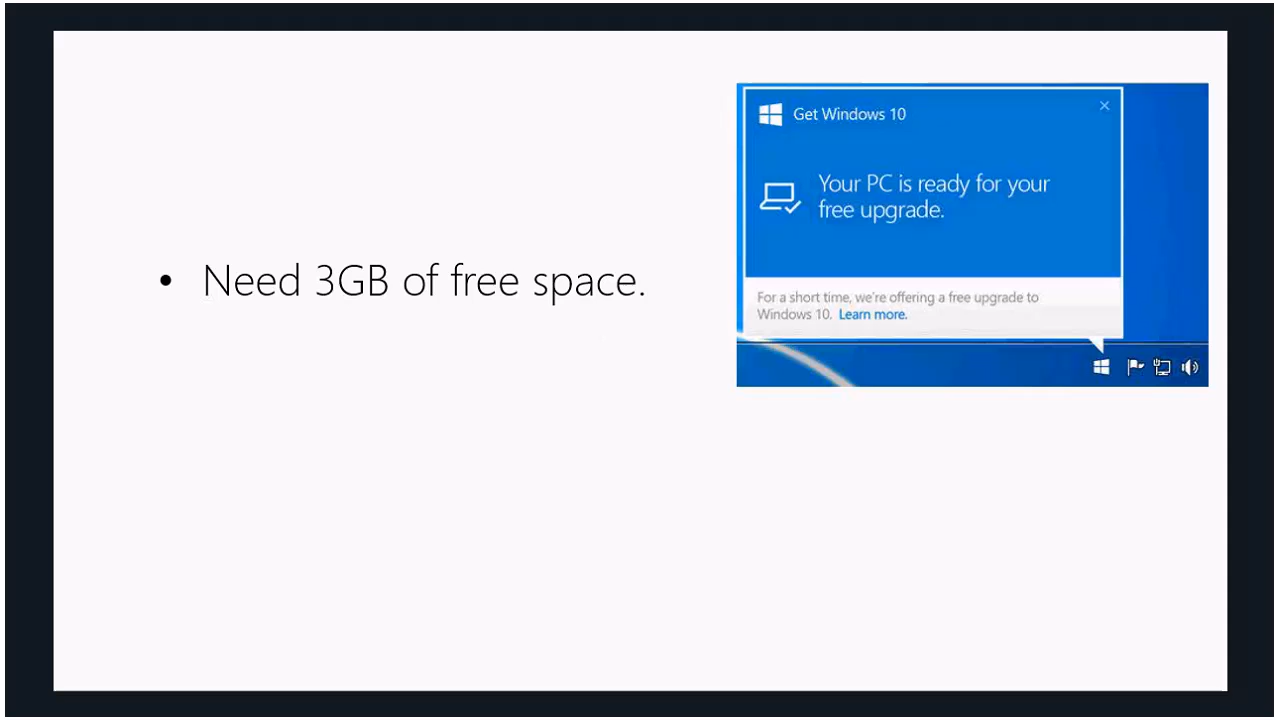 • Need 3GB of free space.
Get Windows 10
Your PC is ready for your
free upgrade.
For a short time, we're offering a free upgrade to
Windows 10. Learn more.